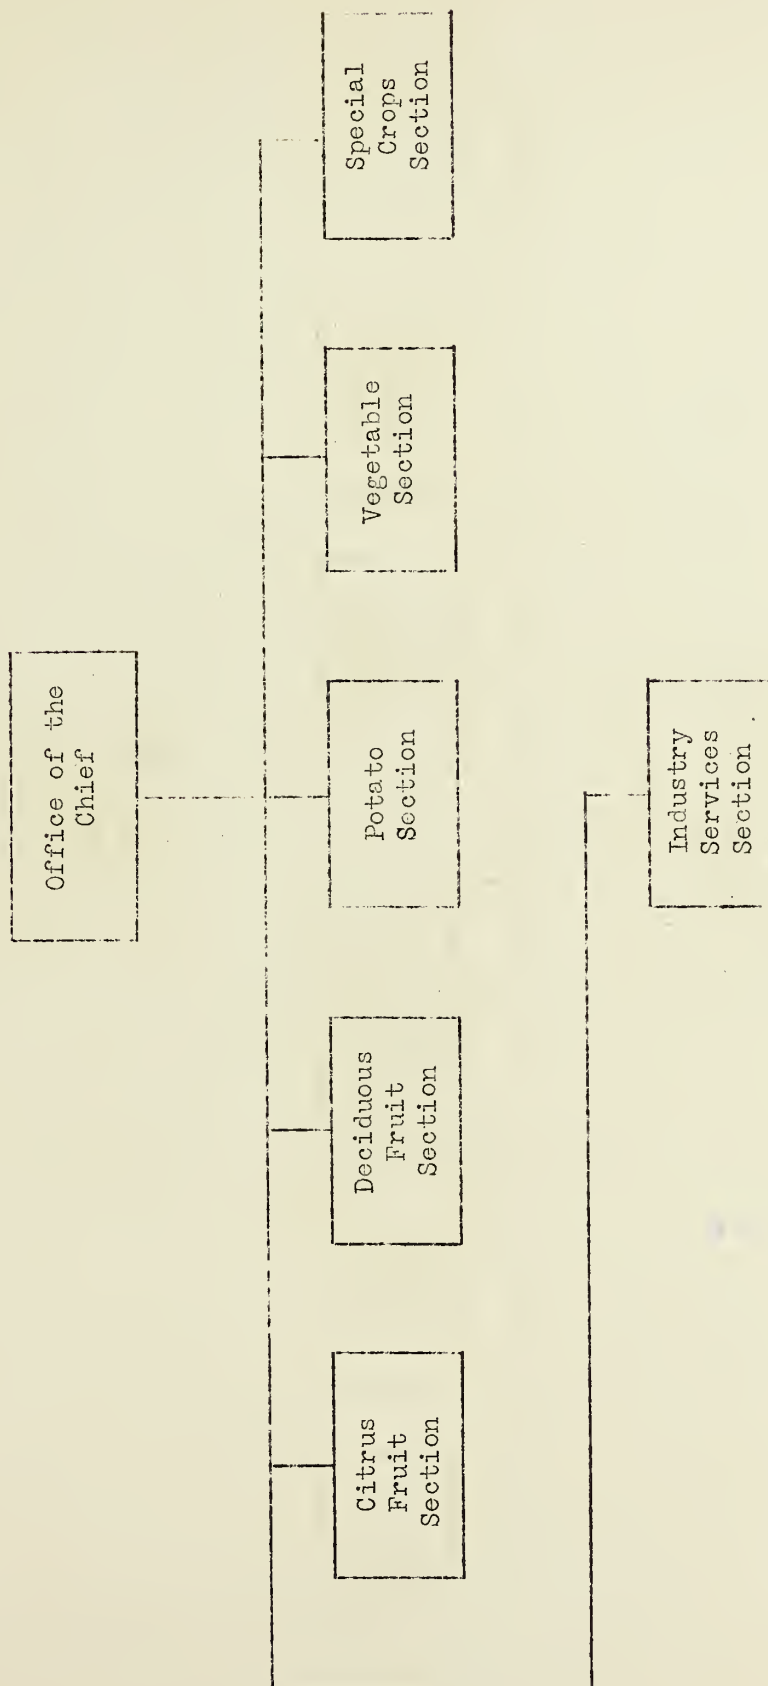 Office of the
Chief
Citrus
Fruit
Section
Deciduous
Fruit
Section
Potato
Section
Vegetable
Section
Special
Crops
Section
Industry
Services
Section